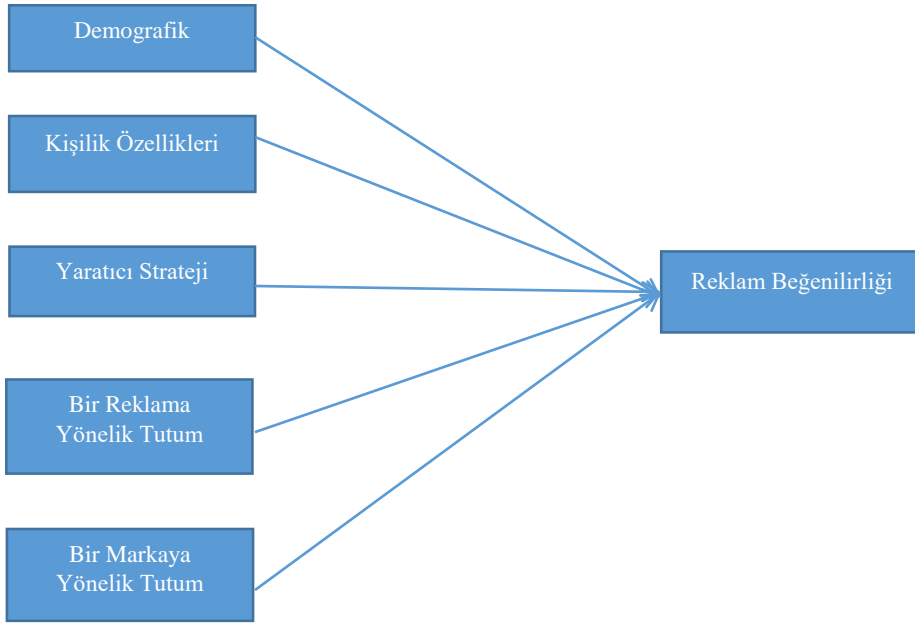 Demografik
Kişilik Özellikleri
Yaratıcı Strateji
Reklam Beğenilirliği
Bir Reklama
Yönelik Tutum
Bir Markaya
Yönelik Tutum